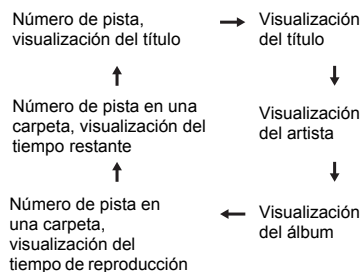 Número de pista,
visualización del título
Visualización
del título
Número de pista en una
carpeta, visualización del
tiempo restante
Visualización
del artista
Número de pista en
una carpeta,
visualización del
tiempo de reproducción
Visualización
del álbum